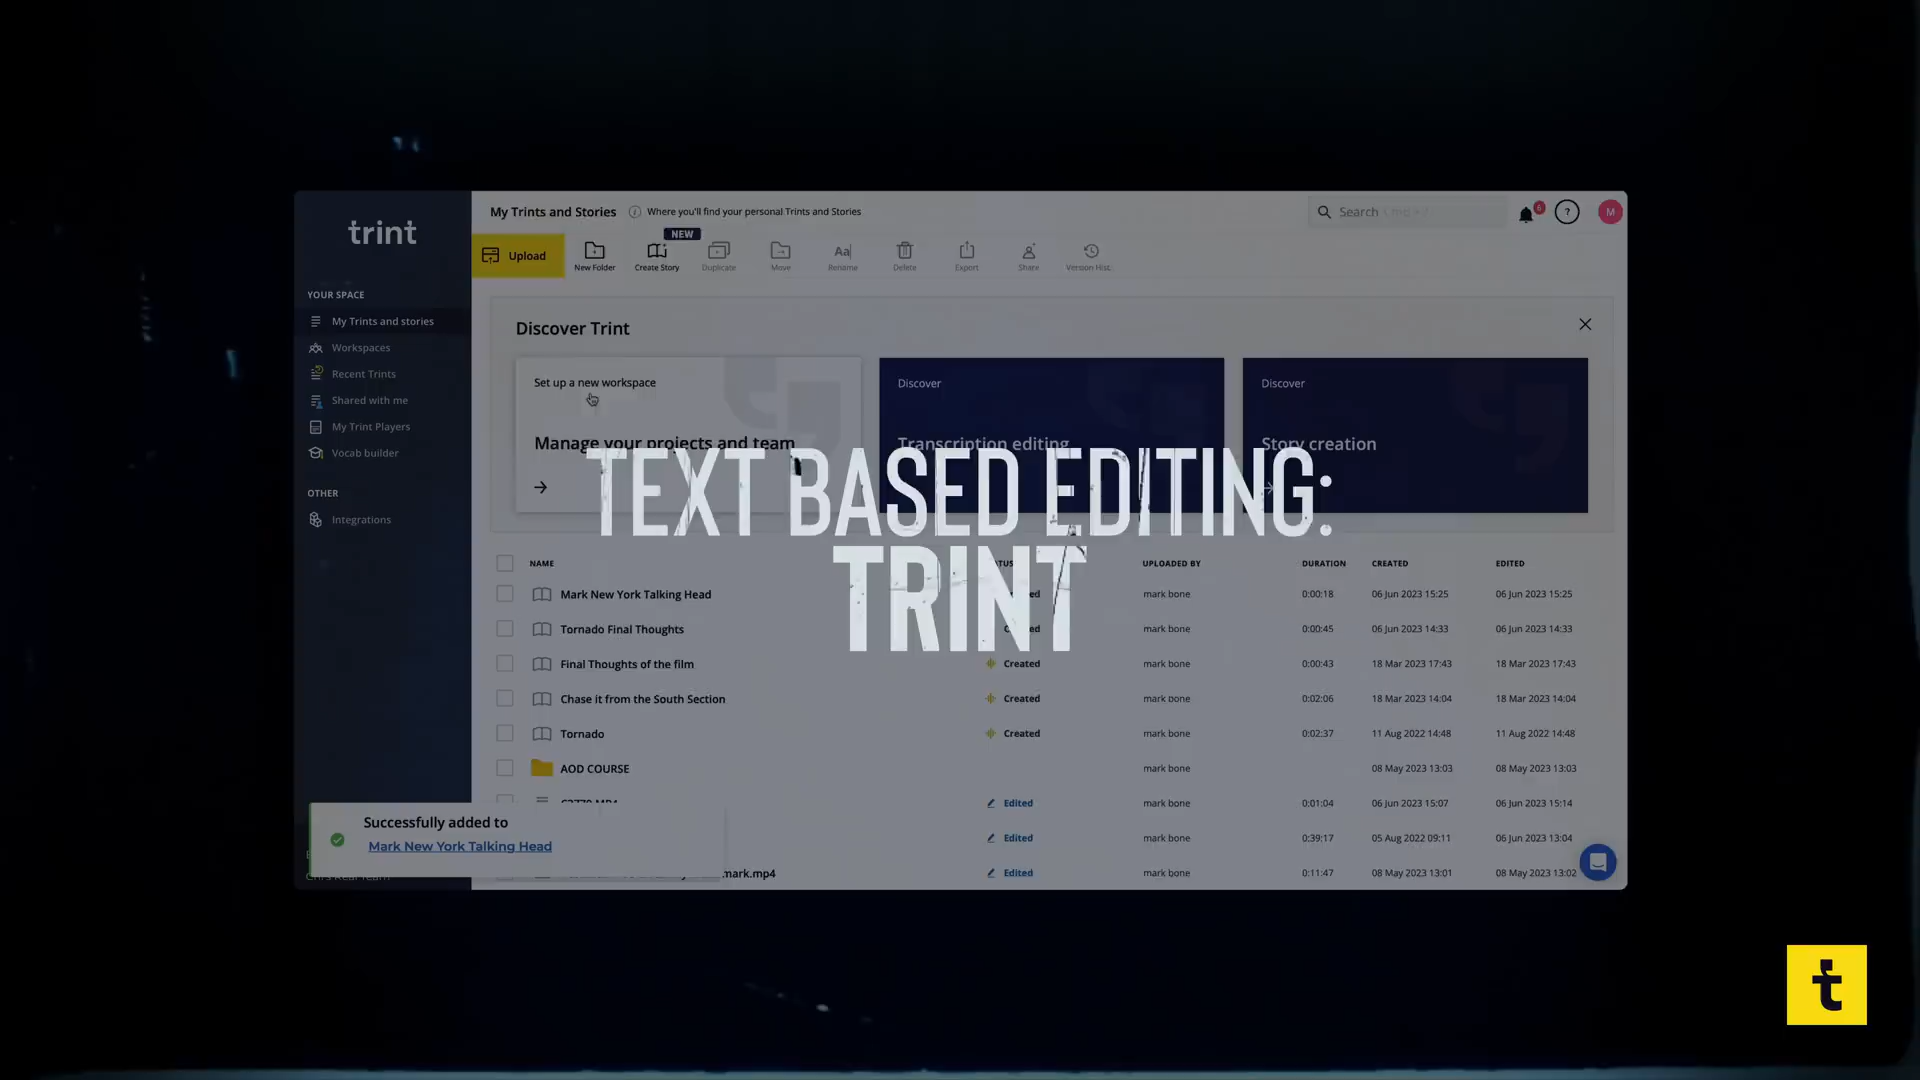 trint
My Trints and Stories
Where you'll find your personal Trints and Stories
Search
6
?
M
NEW
Upload
New Folder
Create Story
Duplicate
Move
Aa
Rename
Delete
Export
Share
Version Hist.
YOUR SPACE
My Trints and stories
Workspaces
Recent Trints
Shared with me
My Trint Players
Vocab builder
OTHER
Integrations
Discover Trint
Set up a new workspace
Manage your projects and team
Discover
Transcription editing
Discover
Story creation
TEXT BASED EDITING:
TRINT
NAME UPLOADED BY DURATION CREATED EDITED
Mark New York Talking Head mark bone 0:00:18 06 Jun 2023 15:25 06 Jun 2023 15:25
Tornado Final Thoughts mark bone 0:00:45 06 Jun 2023 14:33 06 Jun 2023 14:33
Final Thoughts of the film Created mark bone 0:00:43 18 Mar 2023 17:43 18 Mar 2023 17:43
Chase it from the South Section Created mark bone 0:02:06 18 Mar 2023 14:04 18 Mar 2023 14:04
Tornado Created mark bone 0:02:37 11 Aug 2022 14:48 11 Aug 2022 14:48
AOD COURSE mark bone 08 May 2023 13:03 08 May 2023 13:03
Edited mark bone 0:01:04 06 Jun 2023 15:07 06 Jun 2023 15:14
Edited mark bone 0:39:17 05 Aug 2022 09:11 06 Jun 2023 13:04
mark.mp4 Edited mark bone 0:11:47 08 May 2023 13:01 08 May 2023 13:02
Successfully added to
Mark New York Talking Head
t